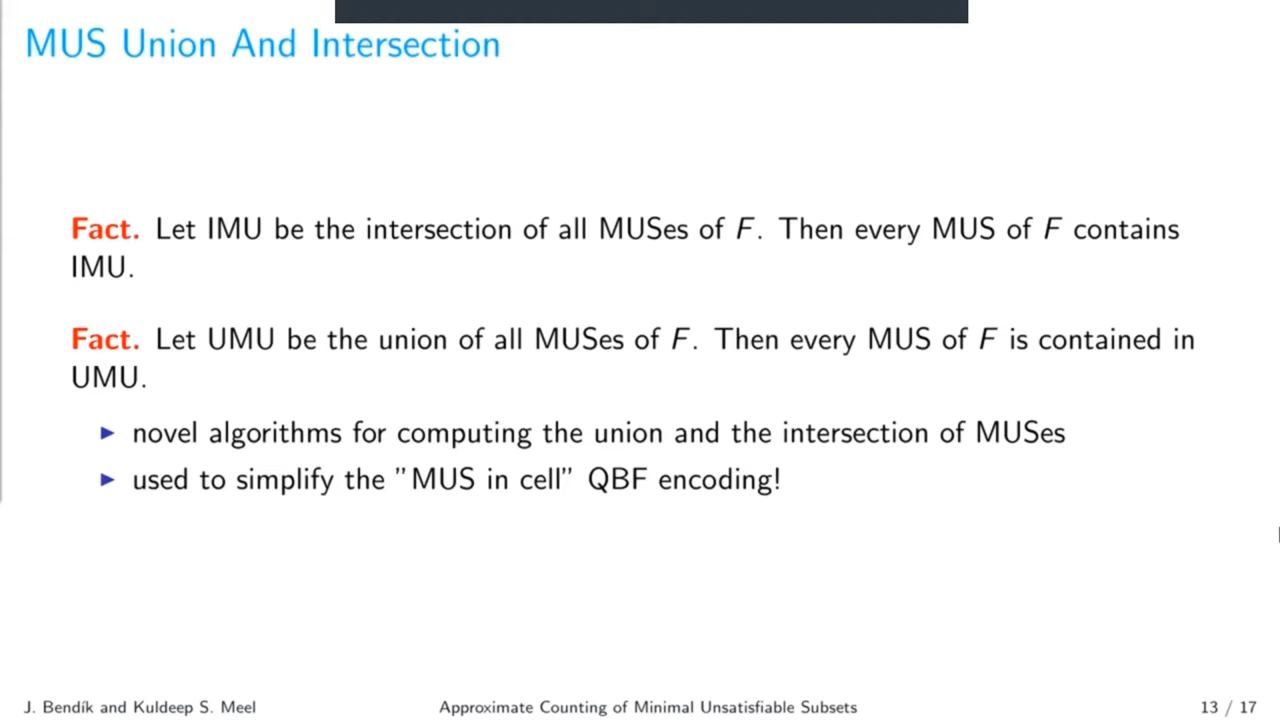 MUS Union And Intersection
Fact. Let IMU be the intersection of all MUSes of F. Then every MUS of F contains
IMU.
Fact. Let UMU be the union of all MUSes of F. Then every MUS of F is contained in
UMU.
▶ novel algorithms for computing the union and the intersection of MUSes
▶ used to simplify the "MUS in cell" QBF encoding!
J. Bendík and Kuldeep S. Meel
Approximate Counting of Minimal Unsatisfiable Subsets
13 / 17